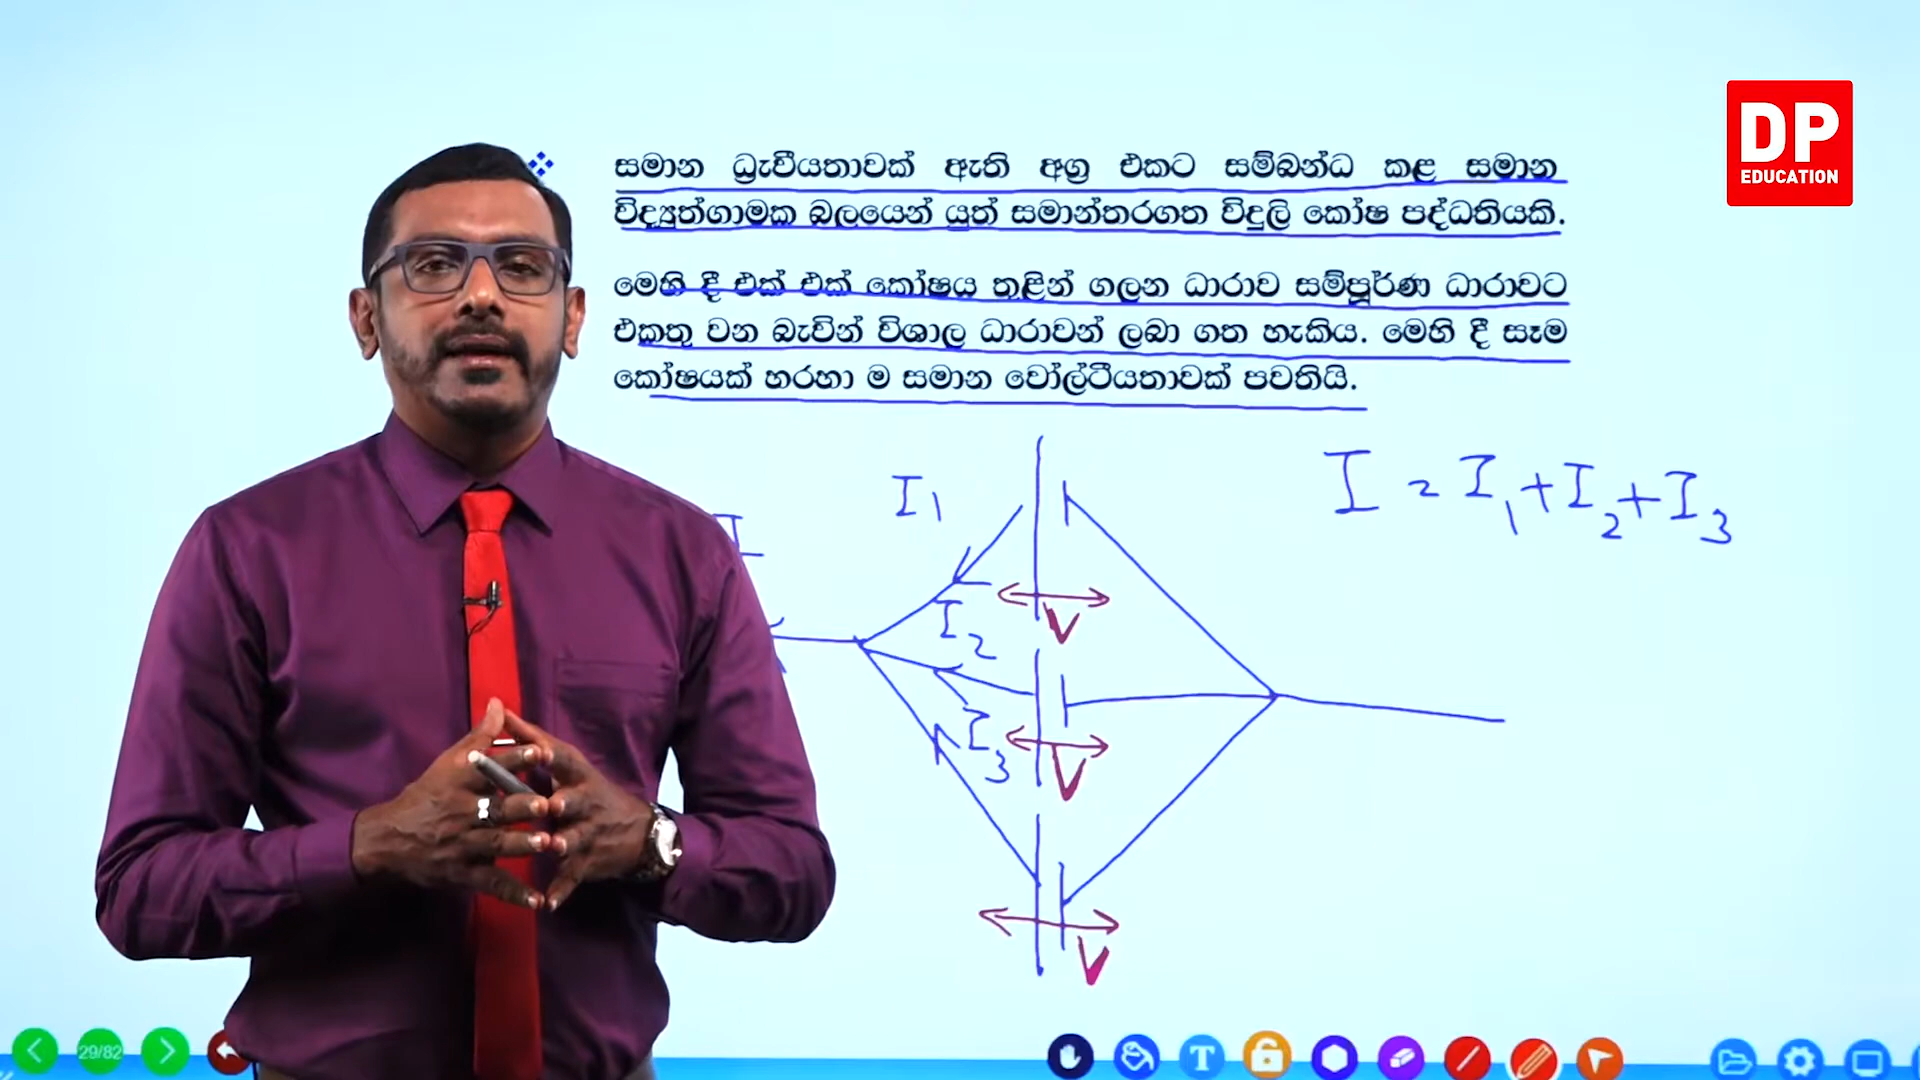 DP
EDUCATION
❖ සමාන ධ්‍රැවීයතාවක් ඇති අග්‍ර එකට සම්බන්ධ කළ සමාන
විද්‍යුත්ගාමක බලයෙන් යුත් සමාන්තරගත විදුලි කෝෂ පද්ධතියකි.
මෙහි දී එක් එක් කෝෂය තුළින් ගලන ධාරාව සම්පූර්ණ ධාරාවට
එකතු වන බැවින් විශාල ධාරාවන් ලබා ගත හැකිය. මෙහි දී සෑම
කෝෂයක් හරහා ම සමාන වෝල්ටීයතාවක් පවතියි.
I = I₁ + I₂ + I₃
I₁
I
I₂
V
I₃
V
V
29/82
T